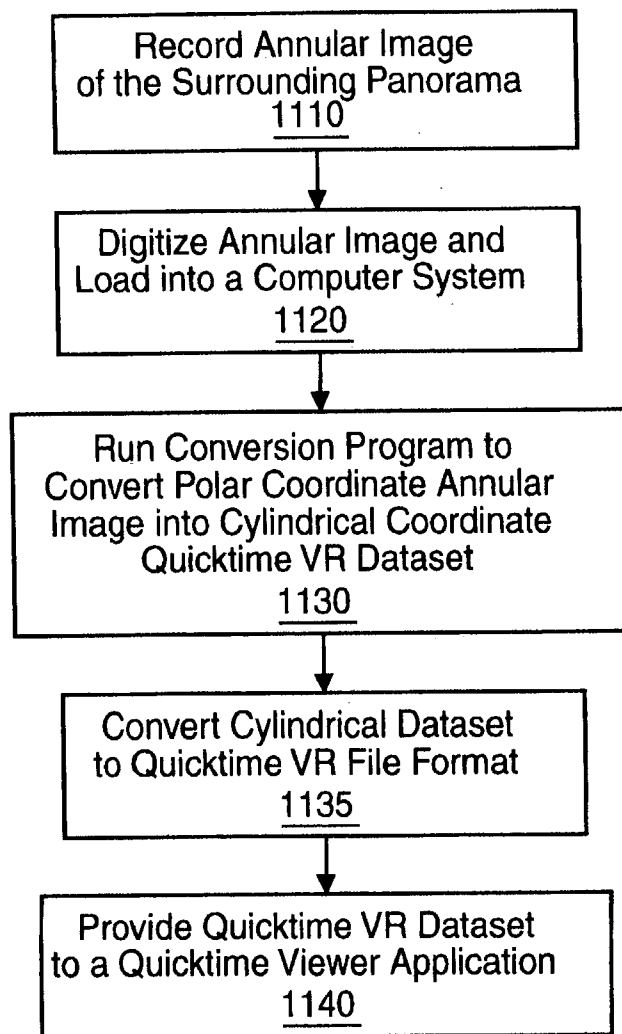 Record Annular Image
of the Surrounding Panorama
1110
Digitize Annular Image and
Load into a Computer System
1120
Run Conversion Program to
Convert Polar Coordinate Annular
Image into Cylindrical Coordinate
Quicktime VR Dataset
1130
Convert Cylindrical Dataset
to Quicktime VR File Format
1135
Provide Quicktime VR Dataset
to a Quicktime Viewer Application
1140